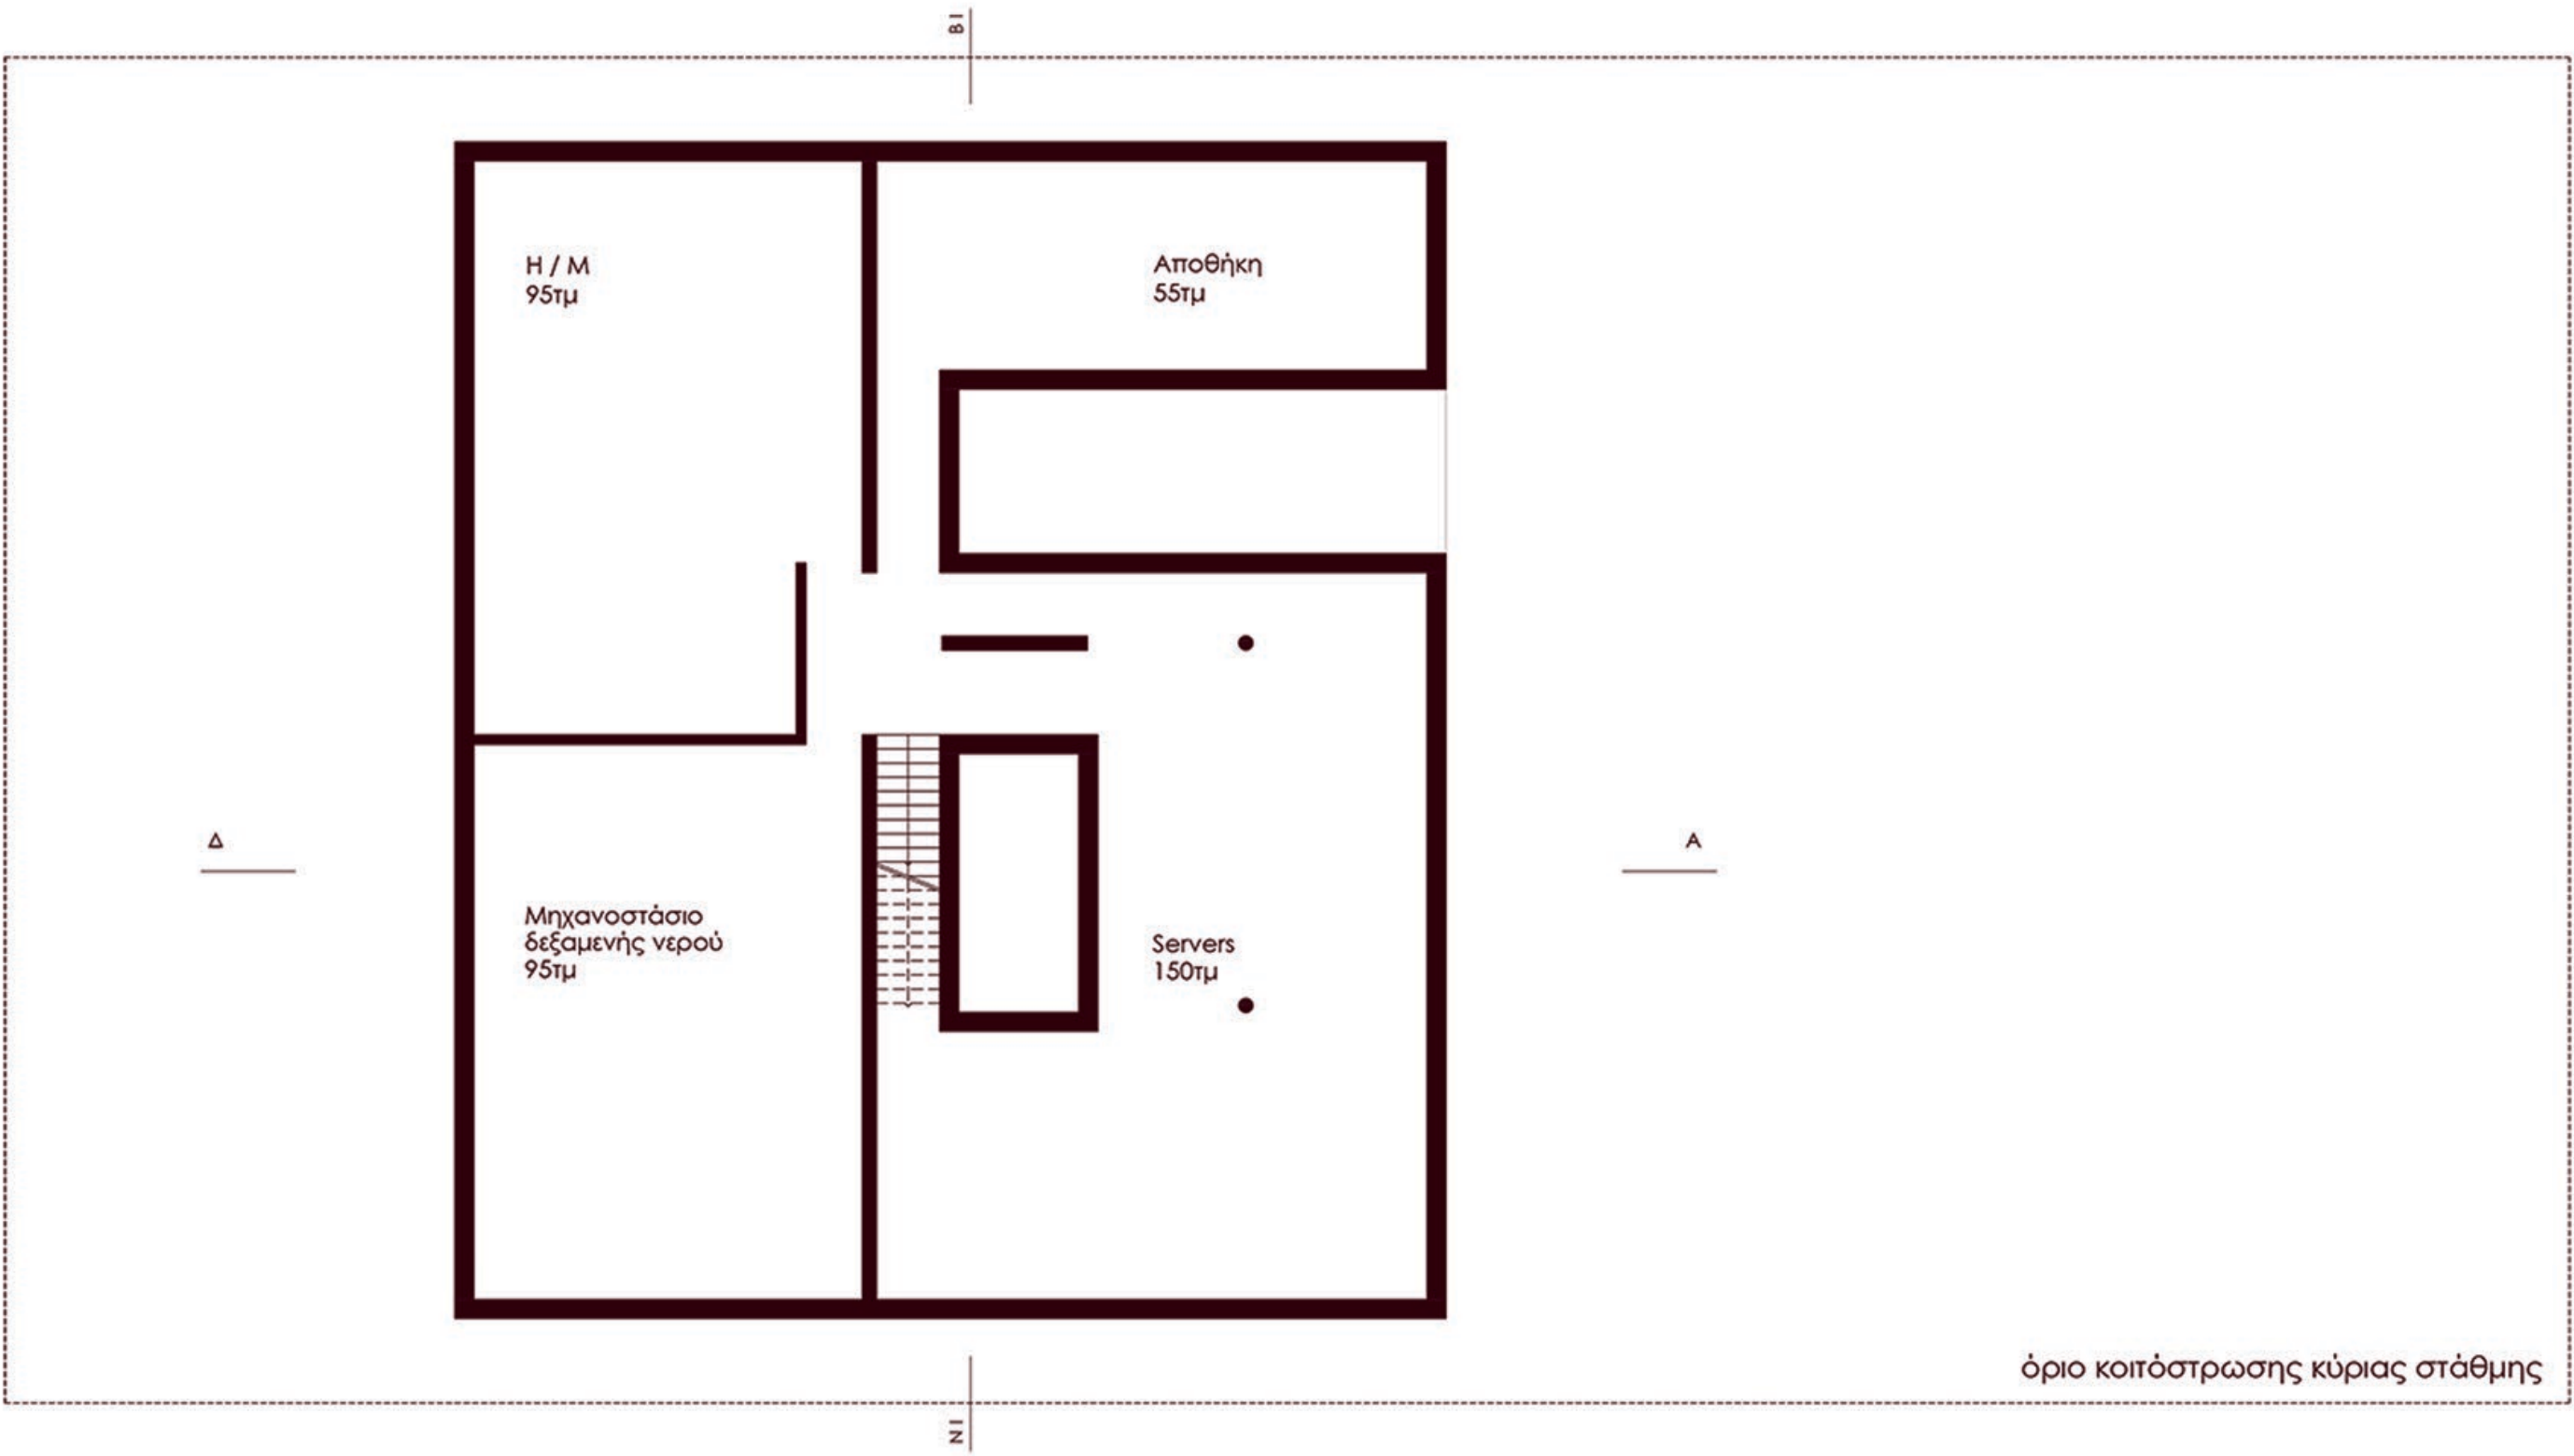 Β1
Η / Μ
95τμ
Αποθήκη
55τμ
Δ
Α
Μηχανοστάσιο
δεξαμενής νερού
95τμ
Servers
150τμ
όριο κοιτόστρωσης κύριας στάθμης
Ν1